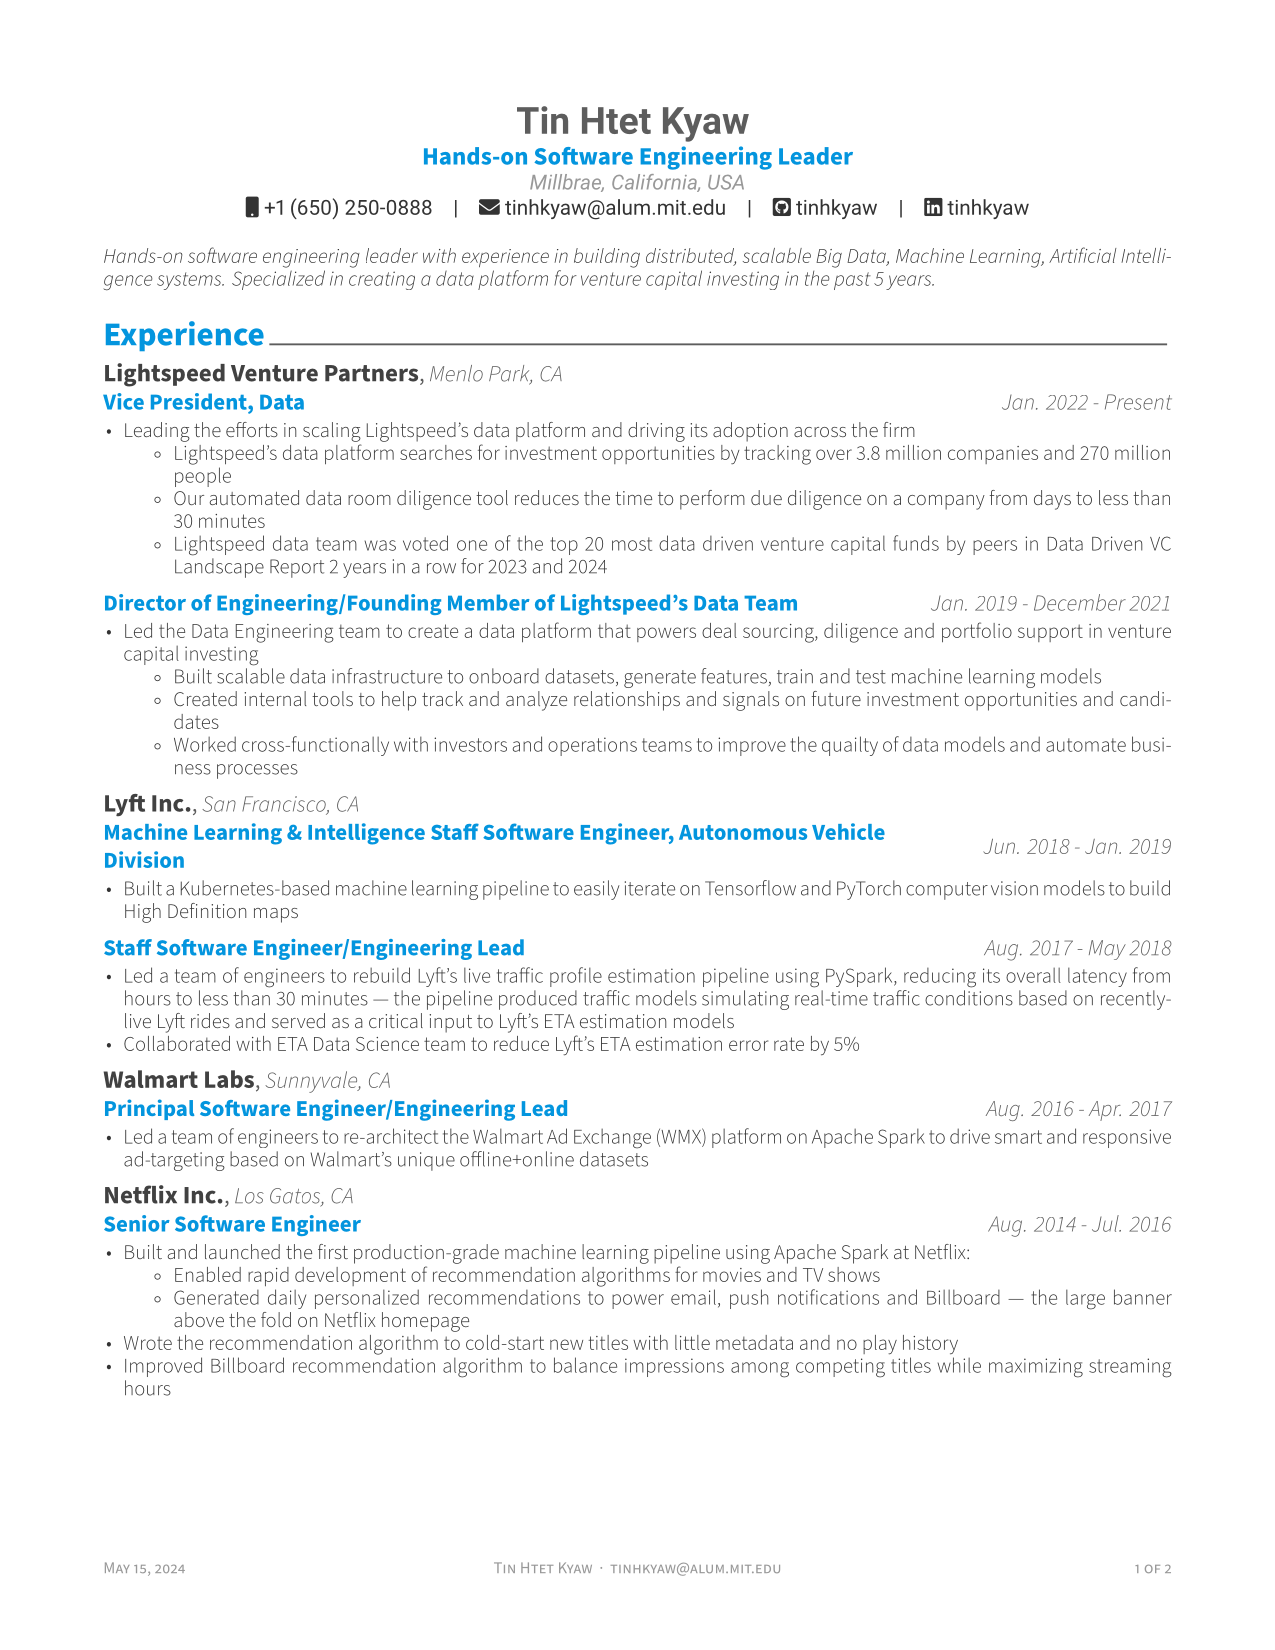 Tin Htet Kyaw
Hands-on Software Engineering Leader
Millbrae, California, USA
+1 (650) 250-0888 | tinhkyaw@alum.mit.edu | tinhkyaw | tinhkyaw
Hands-on software engineering leader with experience in building distributed, scalable Big Data, Machine Learning, Artificial Intelli-
gence systems. Specialized in creating a data platform for venture capital investing in the past 5 years.
Experience
Lightspeed Venture Partners, Menlo Park, CA
Vice President, Data Jan. 2022 - Present
• Leading the efforts in scaling Lightspeed's data platform and driving its adoption across the firm
◦ Lightspeed's data platform searches for investment opportunities by tracking over 3.8 million companies and 270 million
people
◦ Our automated data room diligence tool reduces the time to perform due diligence on a company from days to less than
30 minutes
◦ Lightspeed data team was voted one of the top 20 most data driven venture capital funds by peers in Data Driven VC
Landscape Report 2 years in a row for 2023 and 2024
Director of Engineering/Founding Member of Lightspeed's Data Team Jan. 2019 - December 2021
• Led the Data Engineering team to create a data platform that powers deal sourcing, diligence and portfolio support in venture
capital investing
◦ Built scalable data infrastructure to onboard datasets, generate features, train and test machine learning models
◦ Created internal tools to help track and analyze relationships and signals on future investment opportunities and candi-
dates
◦ Worked cross-functionally with investors and operations teams to improve the quailty of data models and automate busi-
ness processes
Lyft Inc., San Francisco, CA
Machine Learning & Intelligence Staff Software Engineer, Autonomous Vehicle
Division Jun. 2018 - Jan. 2019
• Built a Kubernetes-based machine learning pipeline to easily iterate on Tensorflow and PyTorch computer vision models to build
High Definition maps
Staff Software Engineer/Engineering Lead Aug. 2017 - May 2018
• Led a team of engineers to rebuild Lyft's live traffic profile estimation pipeline using PySpark, reducing its overall latency from
hours to less than 30 minutes — the pipeline produced traffic models simulating real-time traffic conditions based on recently-
live Lyft rides and served as a critical input to Lyft's ETA estimation models
• Collaborated with ETA Data Science team to reduce Lyft's ETA estimation error rate by 5%
Walmart Labs, Sunnyvale, CA
Principal Software Engineer/Engineering Lead Aug. 2016 - Apr. 2017
• Led a team of engineers to re-architect the Walmart Ad Exchange (WMX) platform on Apache Spark to drive smart and responsive
ad-targeting based on Walmart's unique offline+online datasets
Netflix Inc., Los Gatos, CA
Senior Software Engineer Aug. 2014 - Jul. 2016
• Built and launched the first production-grade machine learning pipeline using Apache Spark at Netflix:
◦ Enabled rapid development of recommendation algorithms for movies and TV shows
◦ Generated daily personalized recommendations to power email, push notifications and Billboard — the large banner
above the fold on Netflix homepage
• Wrote the recommendation algorithm to cold-start new titles with little metadata and no play history
• Improved Billboard recommendation algorithm to balance impressions among competing titles while maximizing streaming
hours
May 15, 2024 Tin Htet Kyaw · tinhkyaw@alum.mit.edu 1 of 2